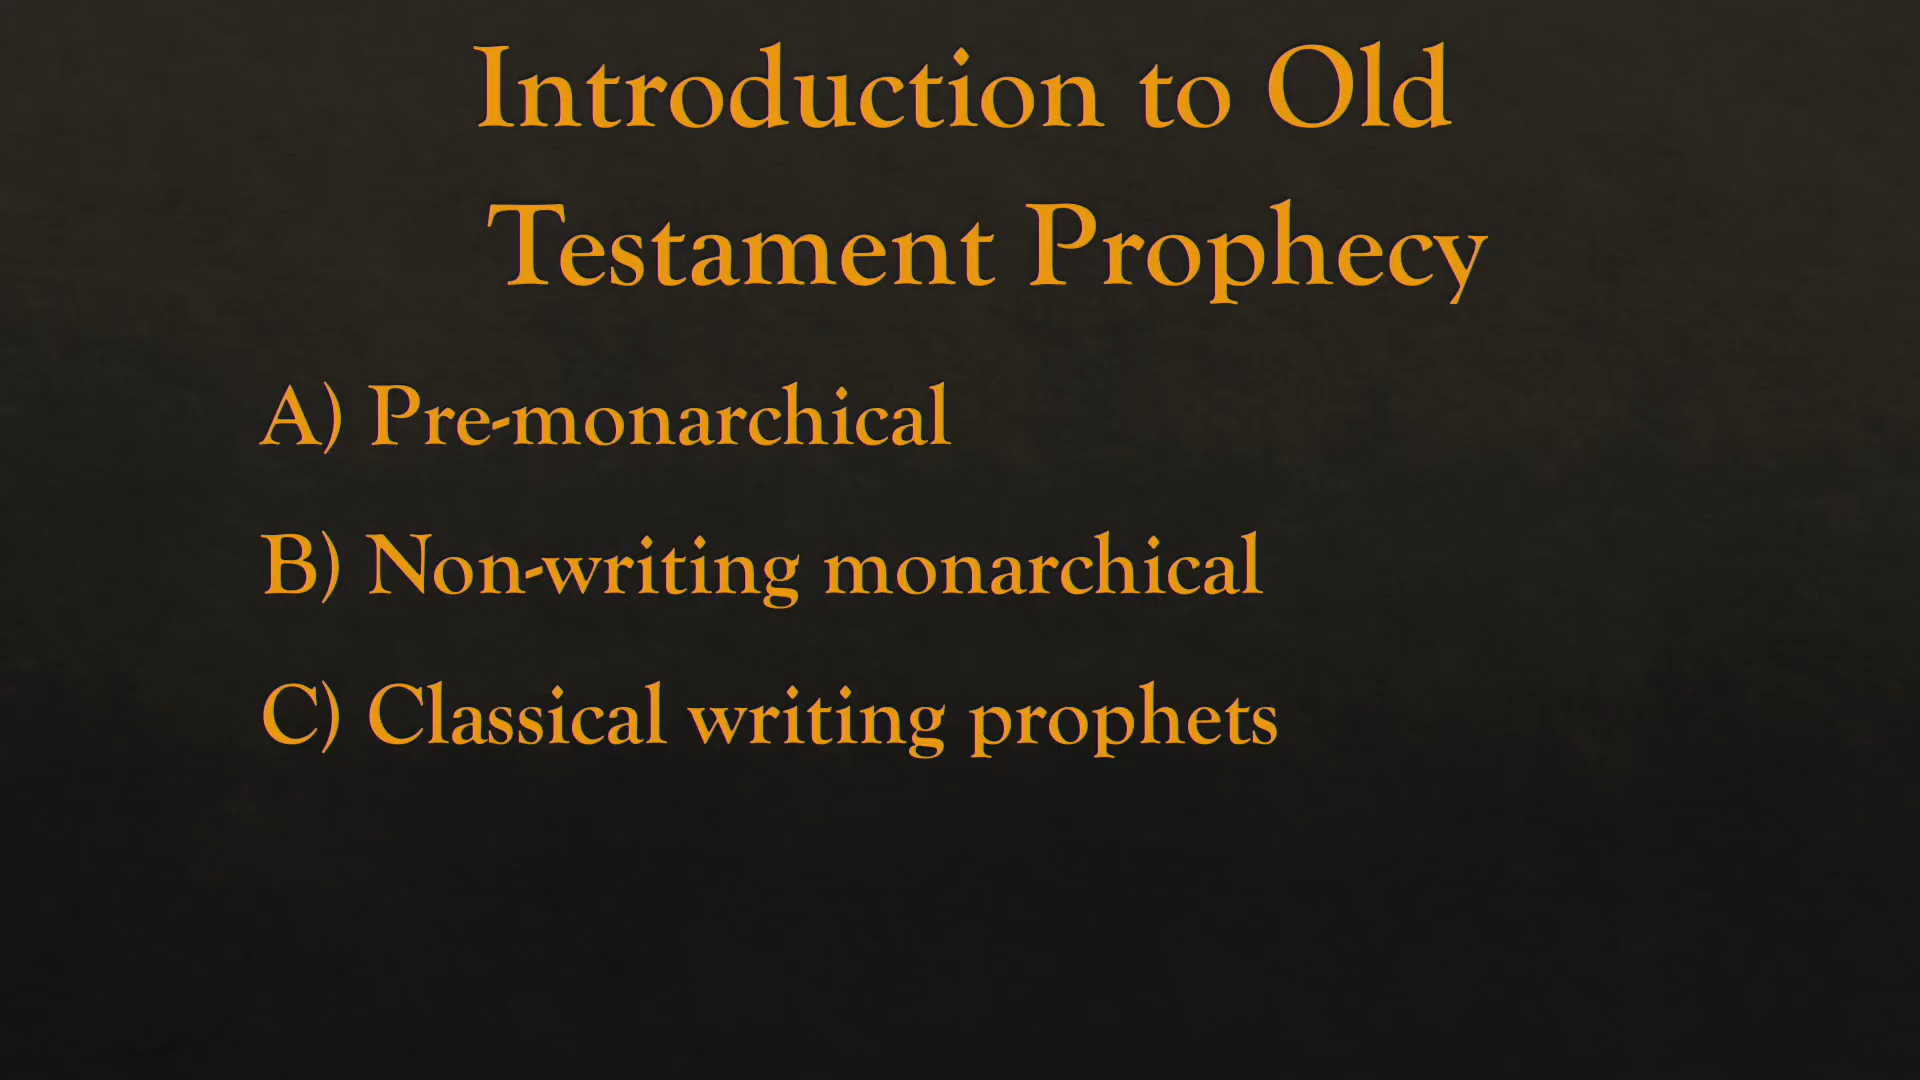 Introduction to Old
Testament Prophecy
A) Pre-monarchical
B) Non-writing monarchical
C) Classical writing prophets